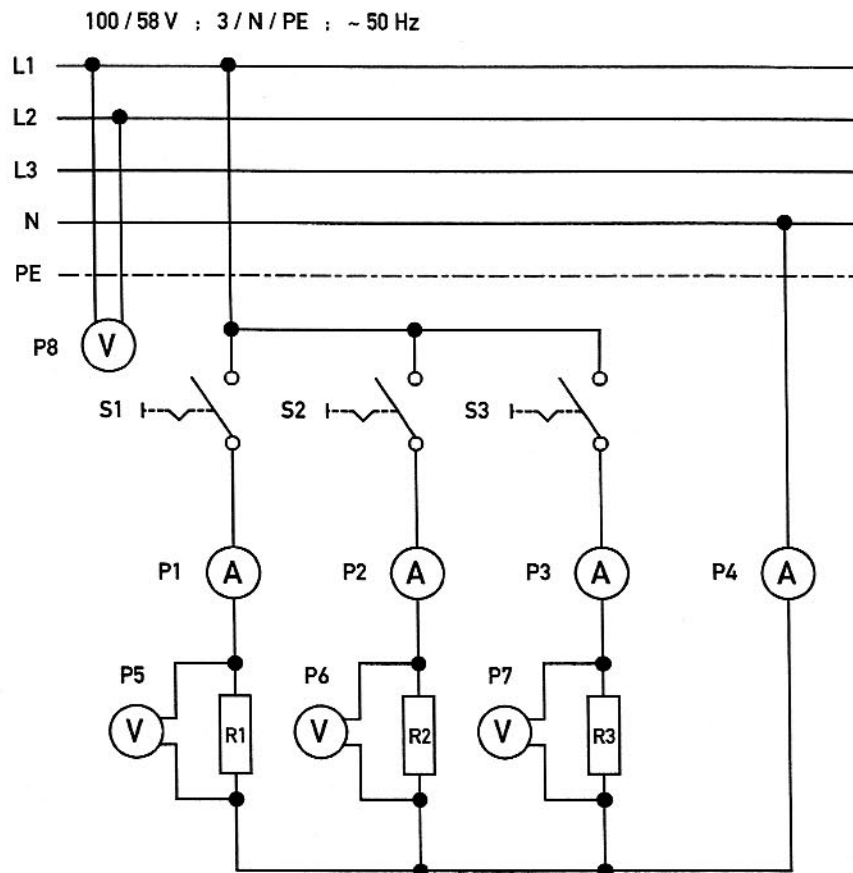 100 / 58 V ; 3 / N / PE ; ~ 50 Hz
L1
L2
L3
N
PE
P8 V
S1 S2 S3
P1 A P2 A P3 A P4 A
P5 P6 P7
V R1 V R2 V R3